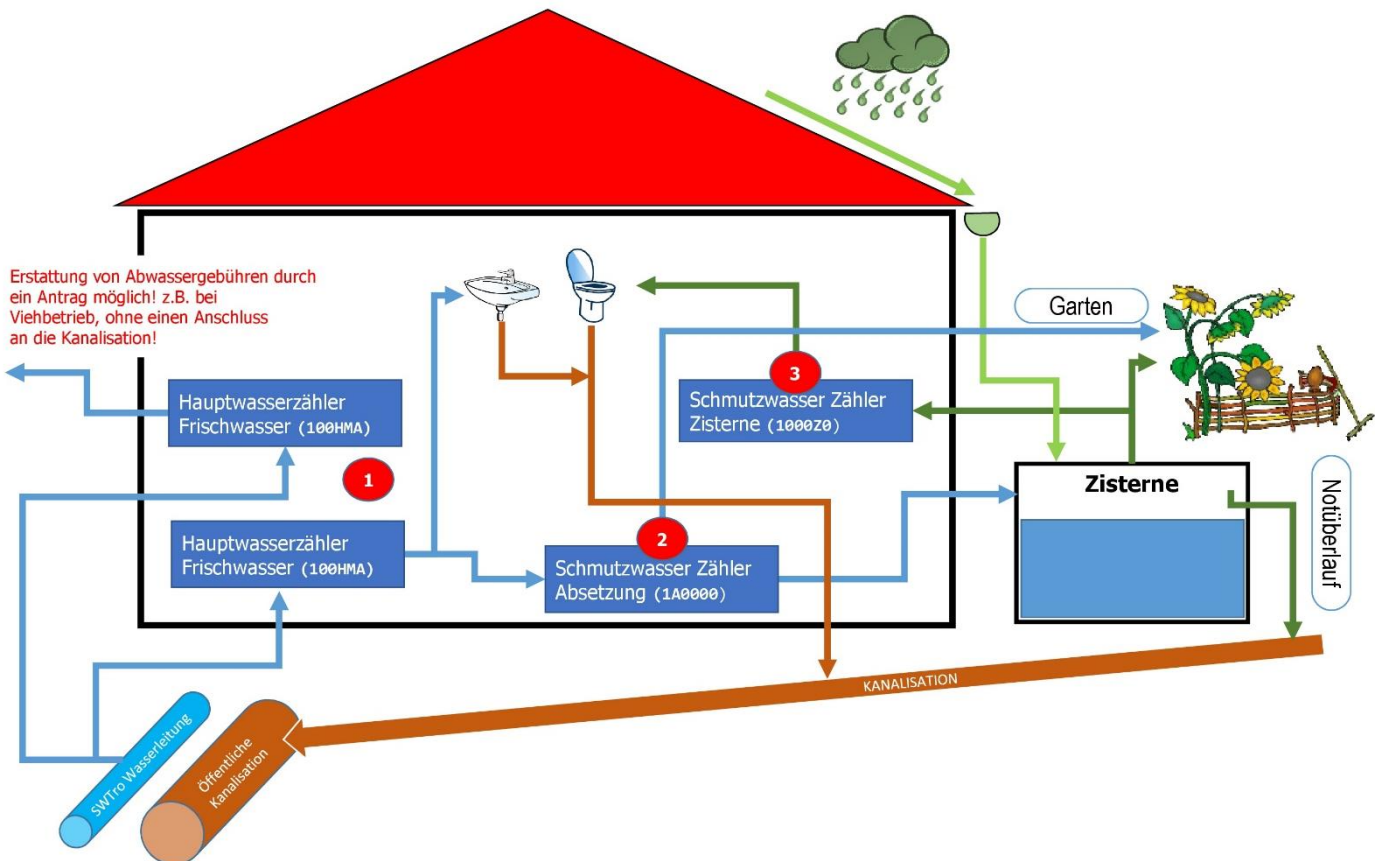 Erstattung von Abwassergebühren durch
ein Antrag möglich! z.B. bei
Viehbetrieb, ohne einen Anschluss
an die Kanalisation!
Garten
3
Hauptwasserzähler
Frischwasser (100HMA)
Schmutzwasser Zähler
Zisterne (1000Z0)
1
Zisterne
Notüberlauf
2
Hauptwasserzähler
Frischwasser (100HMA)
Schmutzwasser Zähler
Absetzung (1A0000)
KANALISATION
SWTro Wasserleitung
Öffentliche
Kanalisation